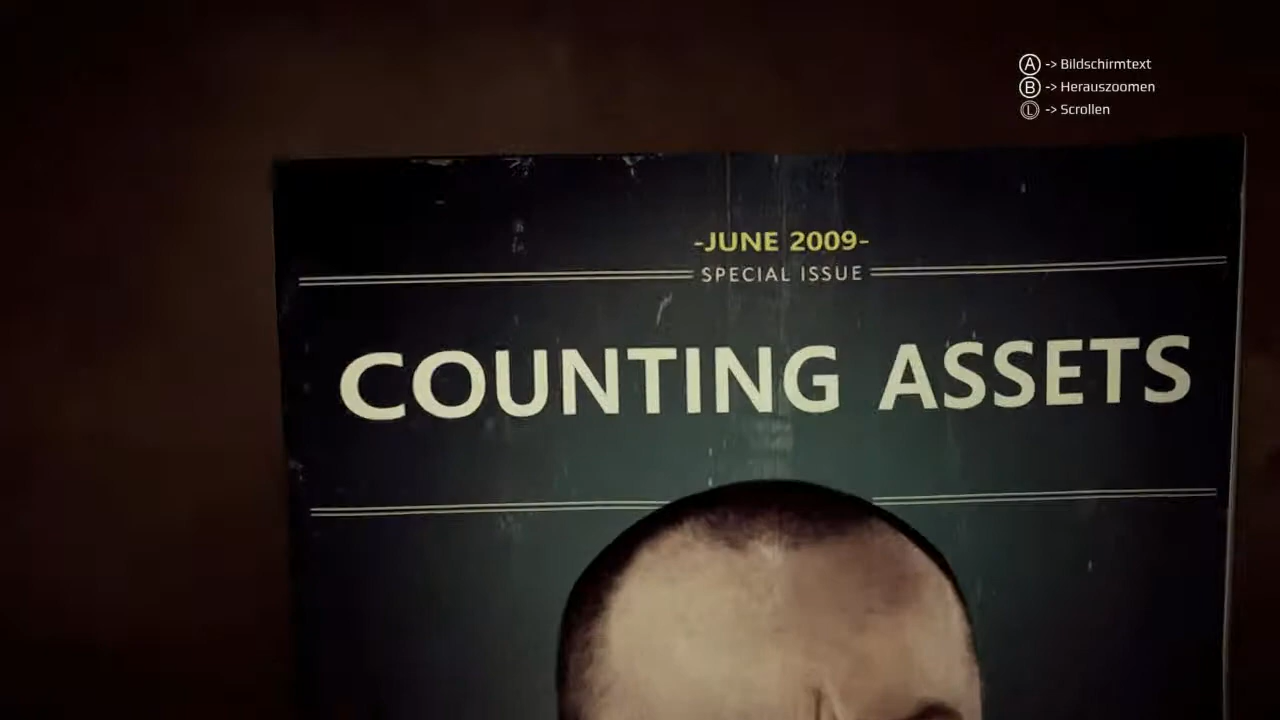 Ⓐ -> Bildschirmtext
Ⓑ -> Herauszoomen
Ⓛ -> Scrollen
-JUNE 2009-
SPECIAL ISSUE
COUNTING ASSETS